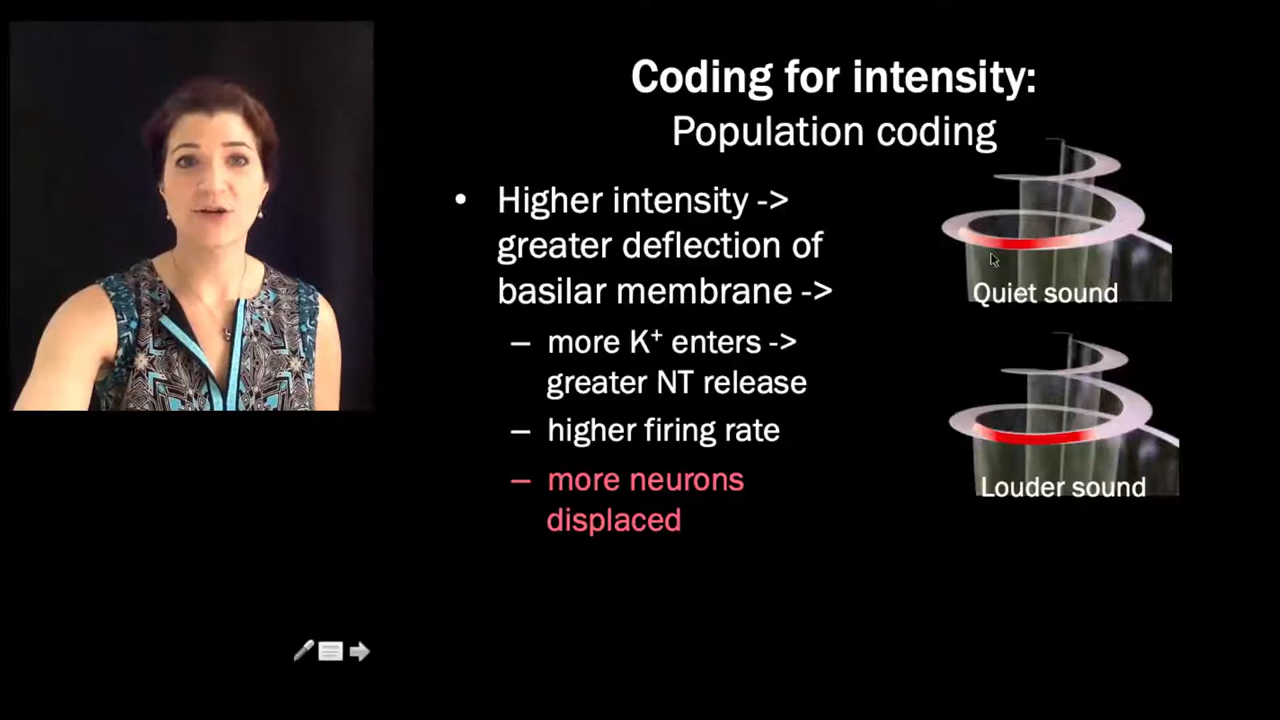 Coding for intensity:
Population coding
• Higher intensity ->
greater deflection of
basilar membrane ->
– more K⁺ enters ->
greater NT release
– higher firing rate
– more neurons
displaced
Quiet sound
Louder sound